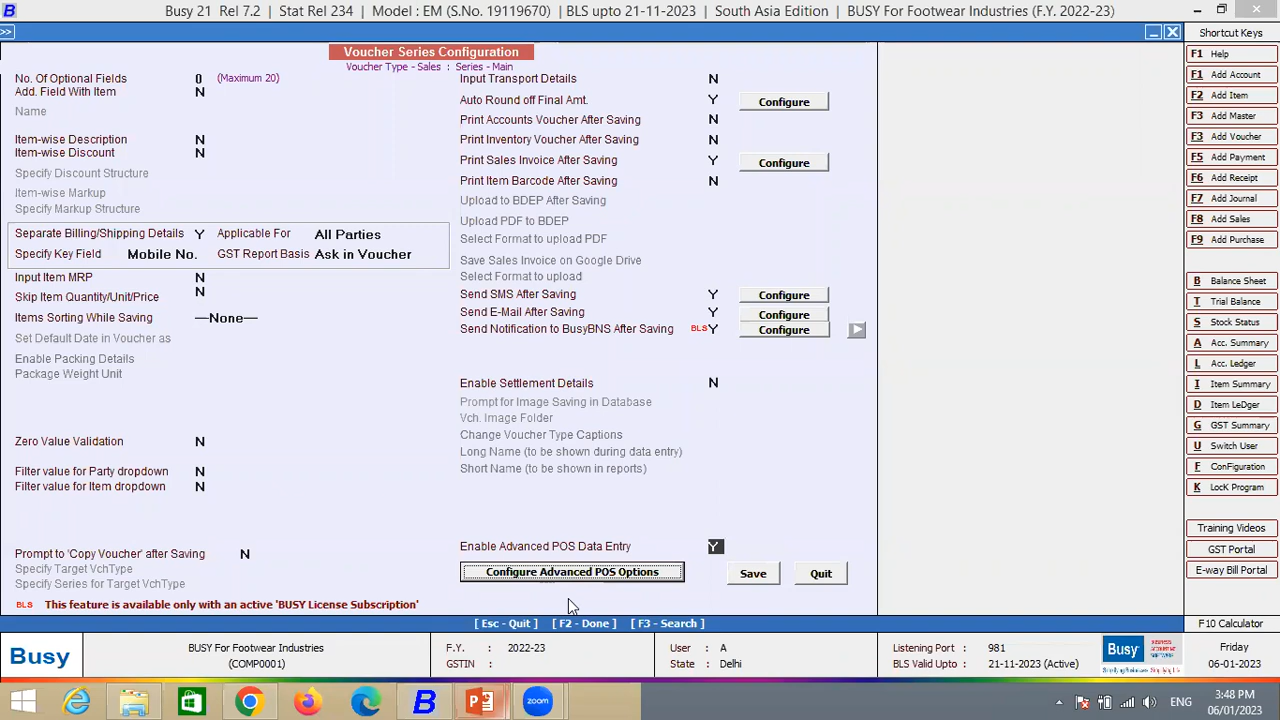 Busy 21 Rel 7.2 | Stat Rel 234 | Model : EM (S.No. 19119670) | BLS upto 21-11-2023 | South Asia Edition | BUSY For Footwear Industries (F.Y. 2022-23)
>>
Voucher Series Configuration
Voucher Type - Sales : Series - Main
No. Of Optional Fields 0 (Maximum 20)
Add. Field With Item N
Name
Item-wise Description N
Item-wise Discount N
Specify Discount Structure
Item-wise Markup
Specify Markup Structure
Separate Billing/Shipping Details Y Applicable For All Parties
Specify Key Field Mobile No. GST Report Basis Ask in Voucher
Input Item MRP N
Skip Item Quantity/Unit/Price N
Items Sorting While Saving —None—
Set Default Date in Voucher as
Enable Packing Details
Package Weight Unit
Zero Value Validation N
Filter value for Party dropdown N
Filter value for Item dropdown N
Prompt to 'Copy Voucher' after Saving N
Specify Target VchType
Specify Series for Target VchType
BLS This feature is available only with an active 'BUSY License Subscription'
Input Transport Details N
Auto Round off Final Amt. Y Configure
Print Accounts Voucher After Saving N
Print Inventory Voucher After Saving N
Print Sales Invoice After Saving Y Configure
Print Item Barcode After Saving N
Upload to BDEP After Saving
Upload PDF to BDEP
Select Format to upload PDF
Save Sales Invoice on Google Drive
Select Format to upload
Send SMS After Saving Y Configure
Send E-Mail After Saving Y Configure
Send Notification to BusyBNS After Saving BLS Y Configure
Enable Settlement Details N
Prompt for Image Saving in Database
Vch. Image Folder
Change Voucher Type Captions
Long Name (to be shown during data entry)
Short Name (to be shown in reports)
Enable Advanced POS Data Entry Y
Configure Advanced POS Options Save Quit
[ Esc - Quit ] [ F2 - Done ] [ F3 - Search ]
Shortcut Keys
F1 Help
F1 Add Account
F2 Add Item
F3 Add Master
F3 Add Voucher
F5 Add Payment
F6 Add Receipt
F7 Add Journal
F8 Add Sales
F9 Add Purchase
B Balance Sheet
T Trial Balance
S Stock Status
A Acc. Summary
L Acc. Ledger
I Item Summary
D Item LeDger
G GST Summary
U Switch User
F ConFiguration
K LocK Program
Training Videos
GST Portal
E-way Bill Portal
F10 Calculator
Busy
BUSY For Footwear Industries
(COMP0001)
F.Y. : 2022-23
GSTIN :
User : A
State : Delhi
Listening Port : 981
BLS Valid Upto : 21-11-2023 (Active)
Busy
Friday
06-01-2023
zoom
ENG
3:48 PM
06/01/2023